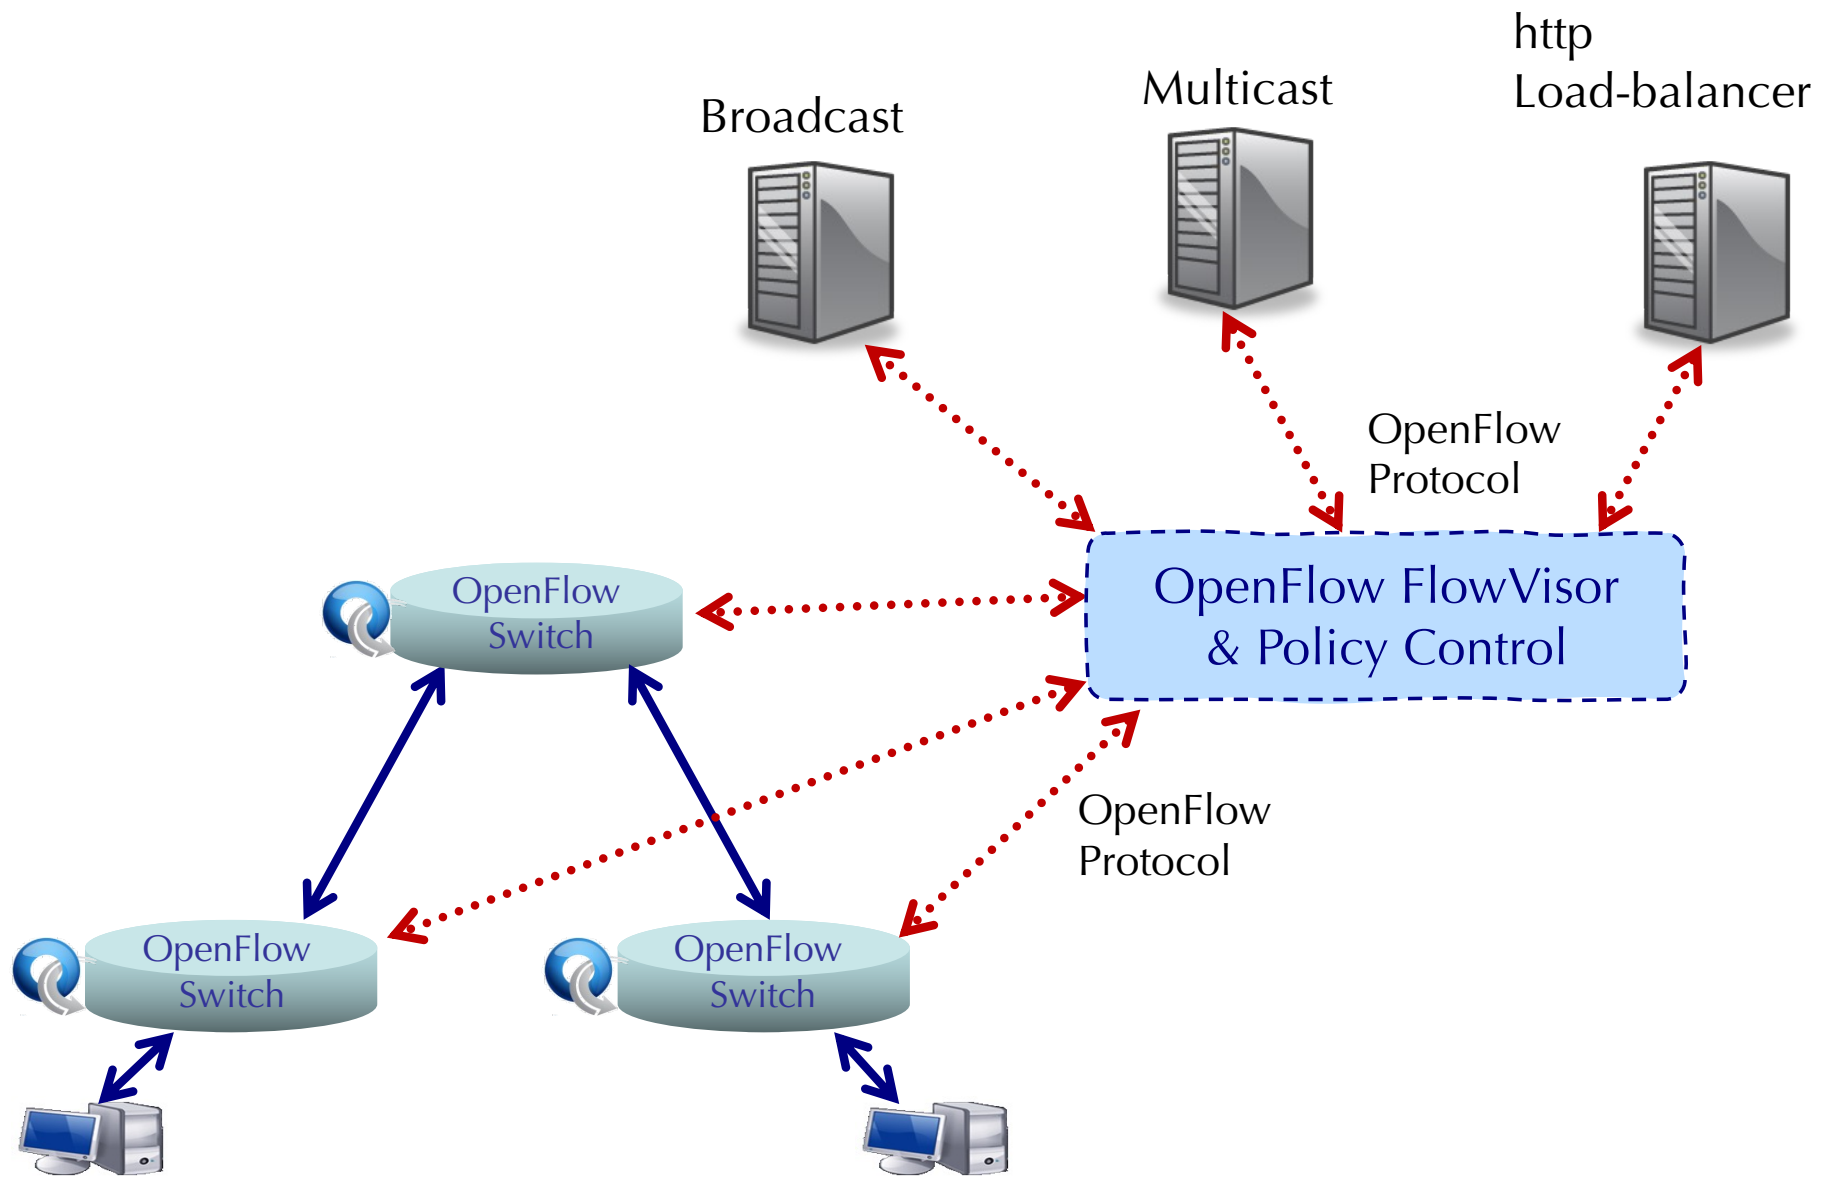 http
Load-balancer
Multicast
Broadcast
OpenFlow
Protocol
OpenFlow FlowVisor
& Policy Control
OpenFlow
Switch
OpenFlow
Protocol
OpenFlow
Switch
OpenFlow
Switch